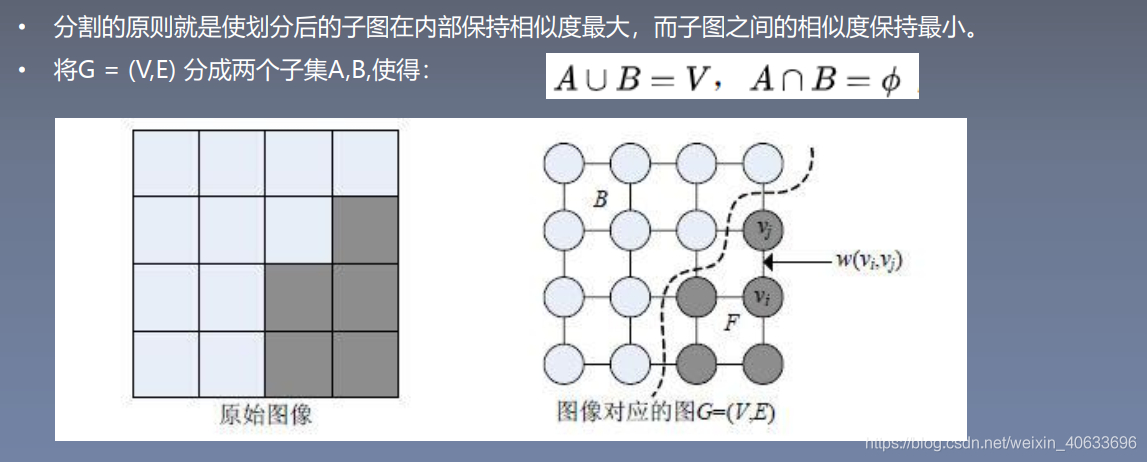 • 分割的原则就是使划分后的子图在内部保持相似度最大，而子图之间的相似度保持最小。
• 将G = (V,E) 分成两个子集A,B,使得：
A∪B=V，A∩B=ϕ
B
v_j
w(v_i,v_j)
v_i
F
原始图像
图像对应的图G=(V,E)
https://blog.csdn.net/weixin_40633696